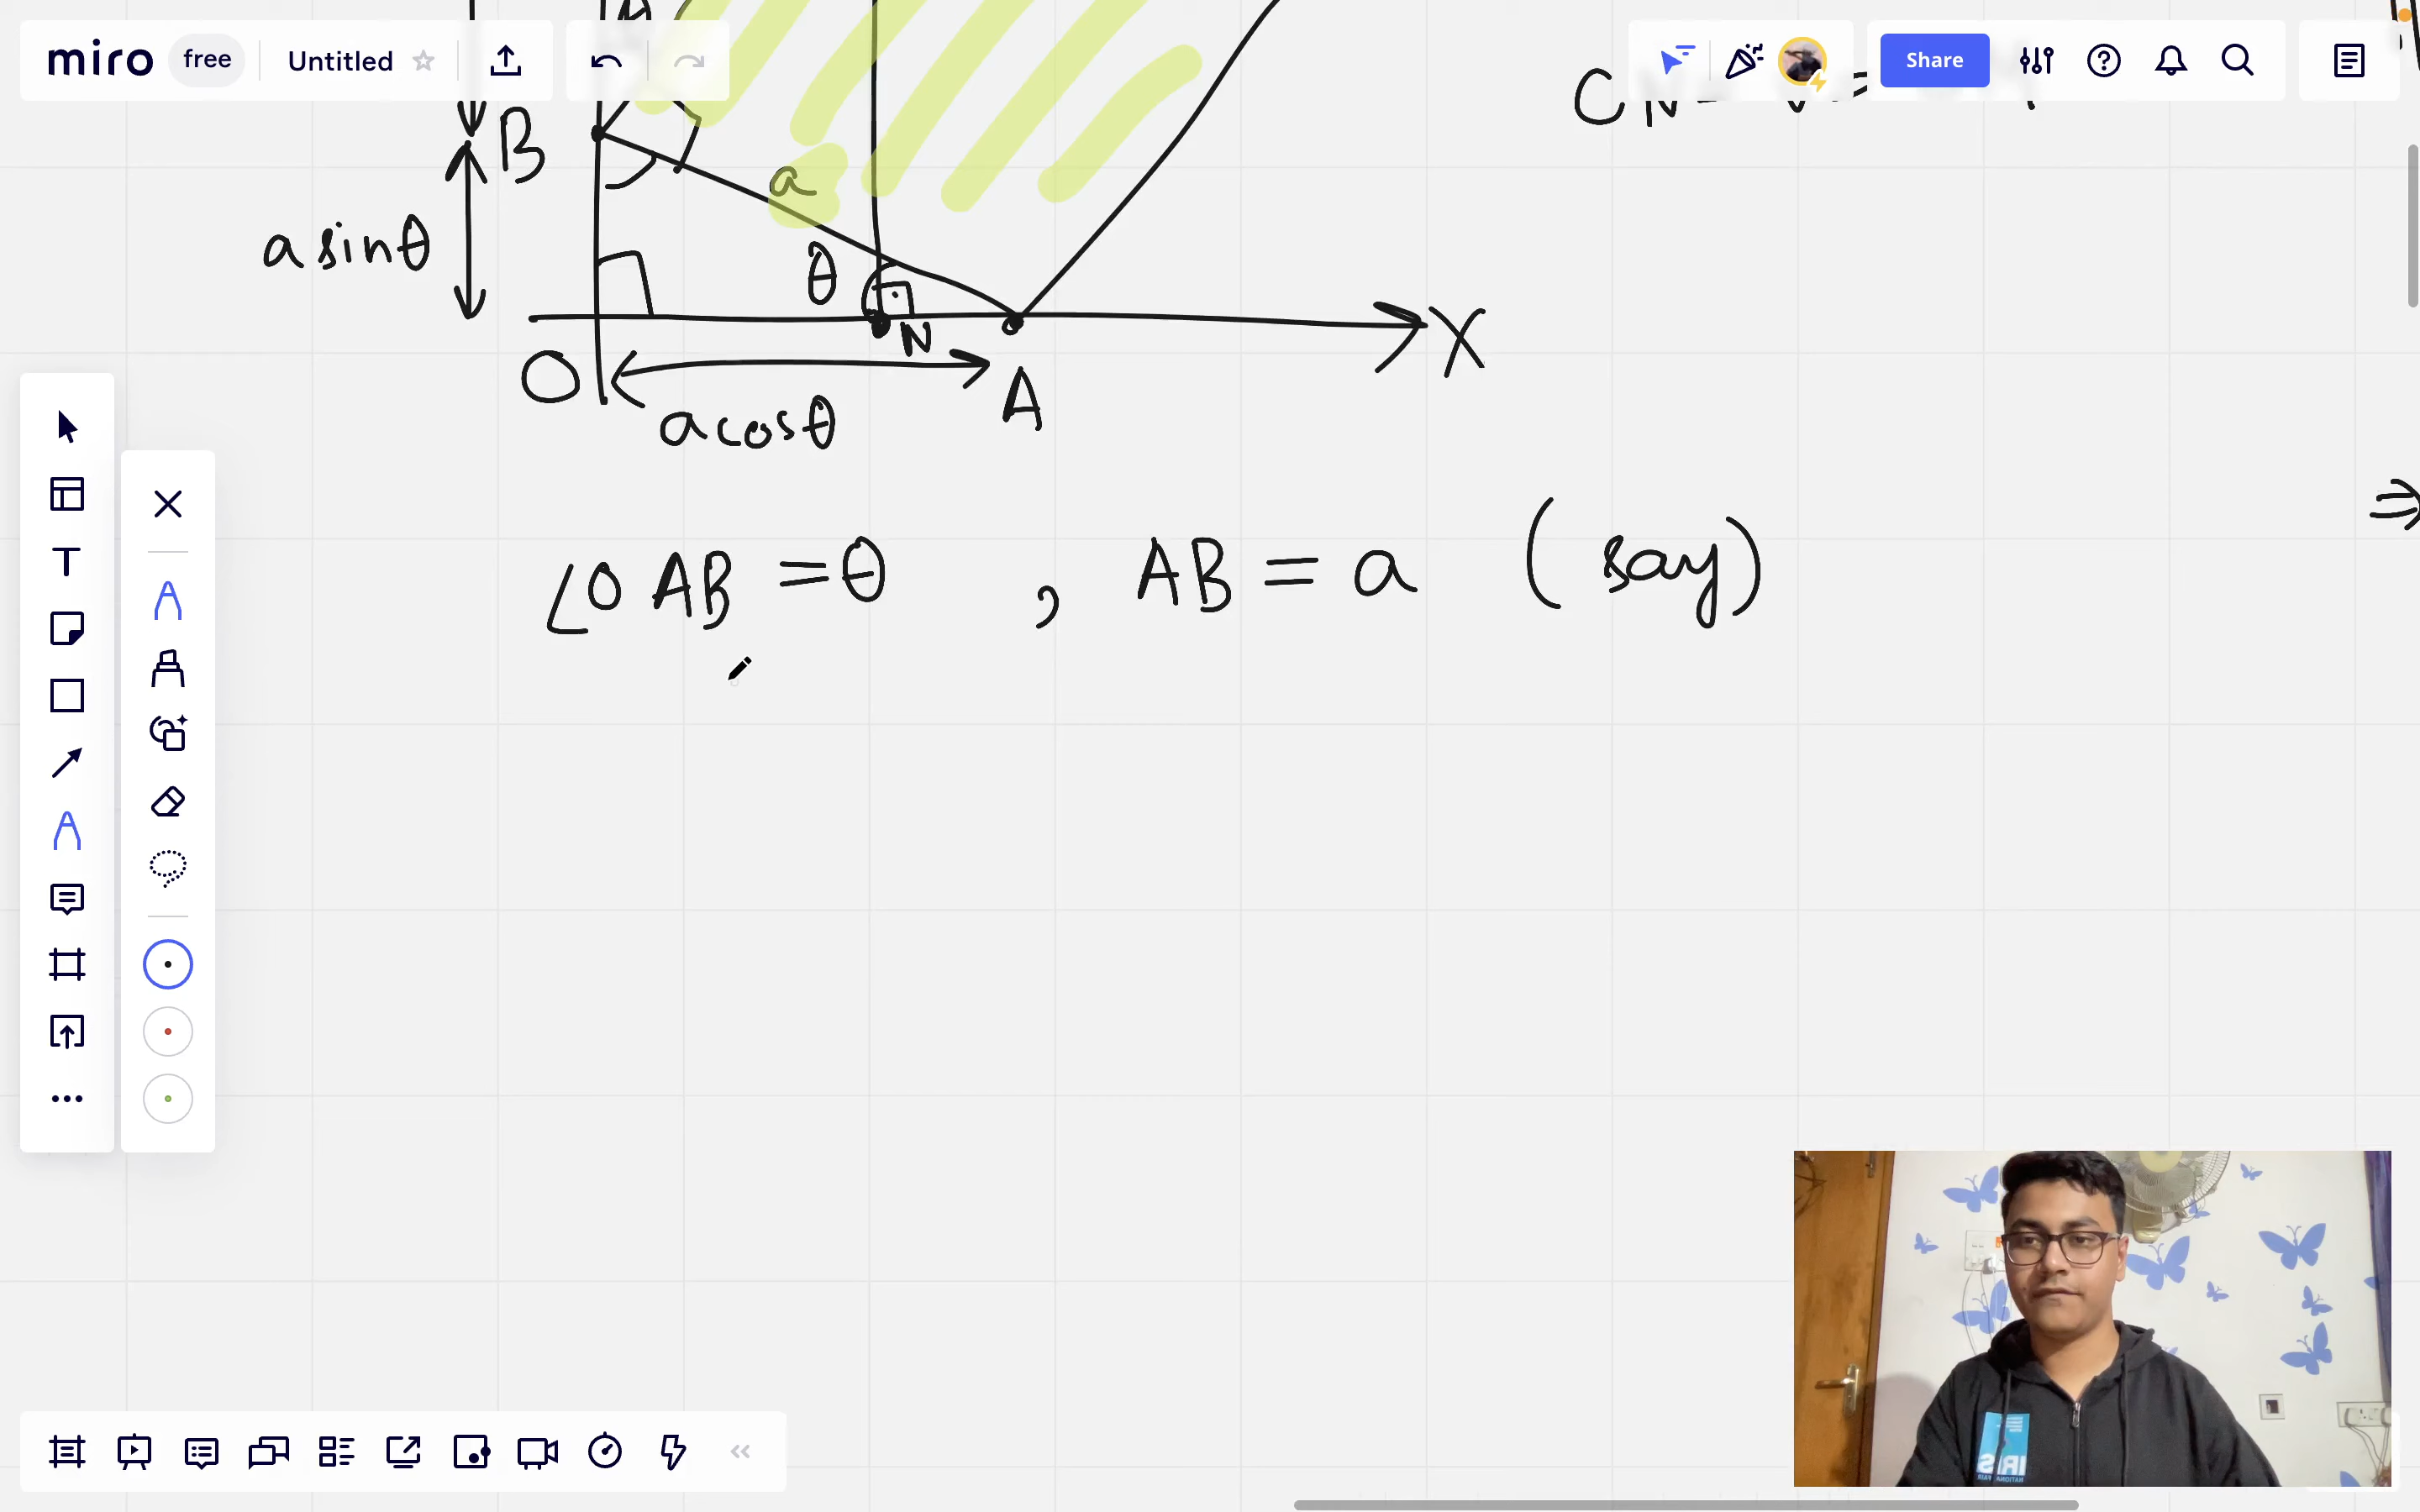 miro free Untitled
Share
B
a
a sinθ
θ
N
O
A
X
a cosθ
∠OAB = θ , AB = a (say)
⇒
T